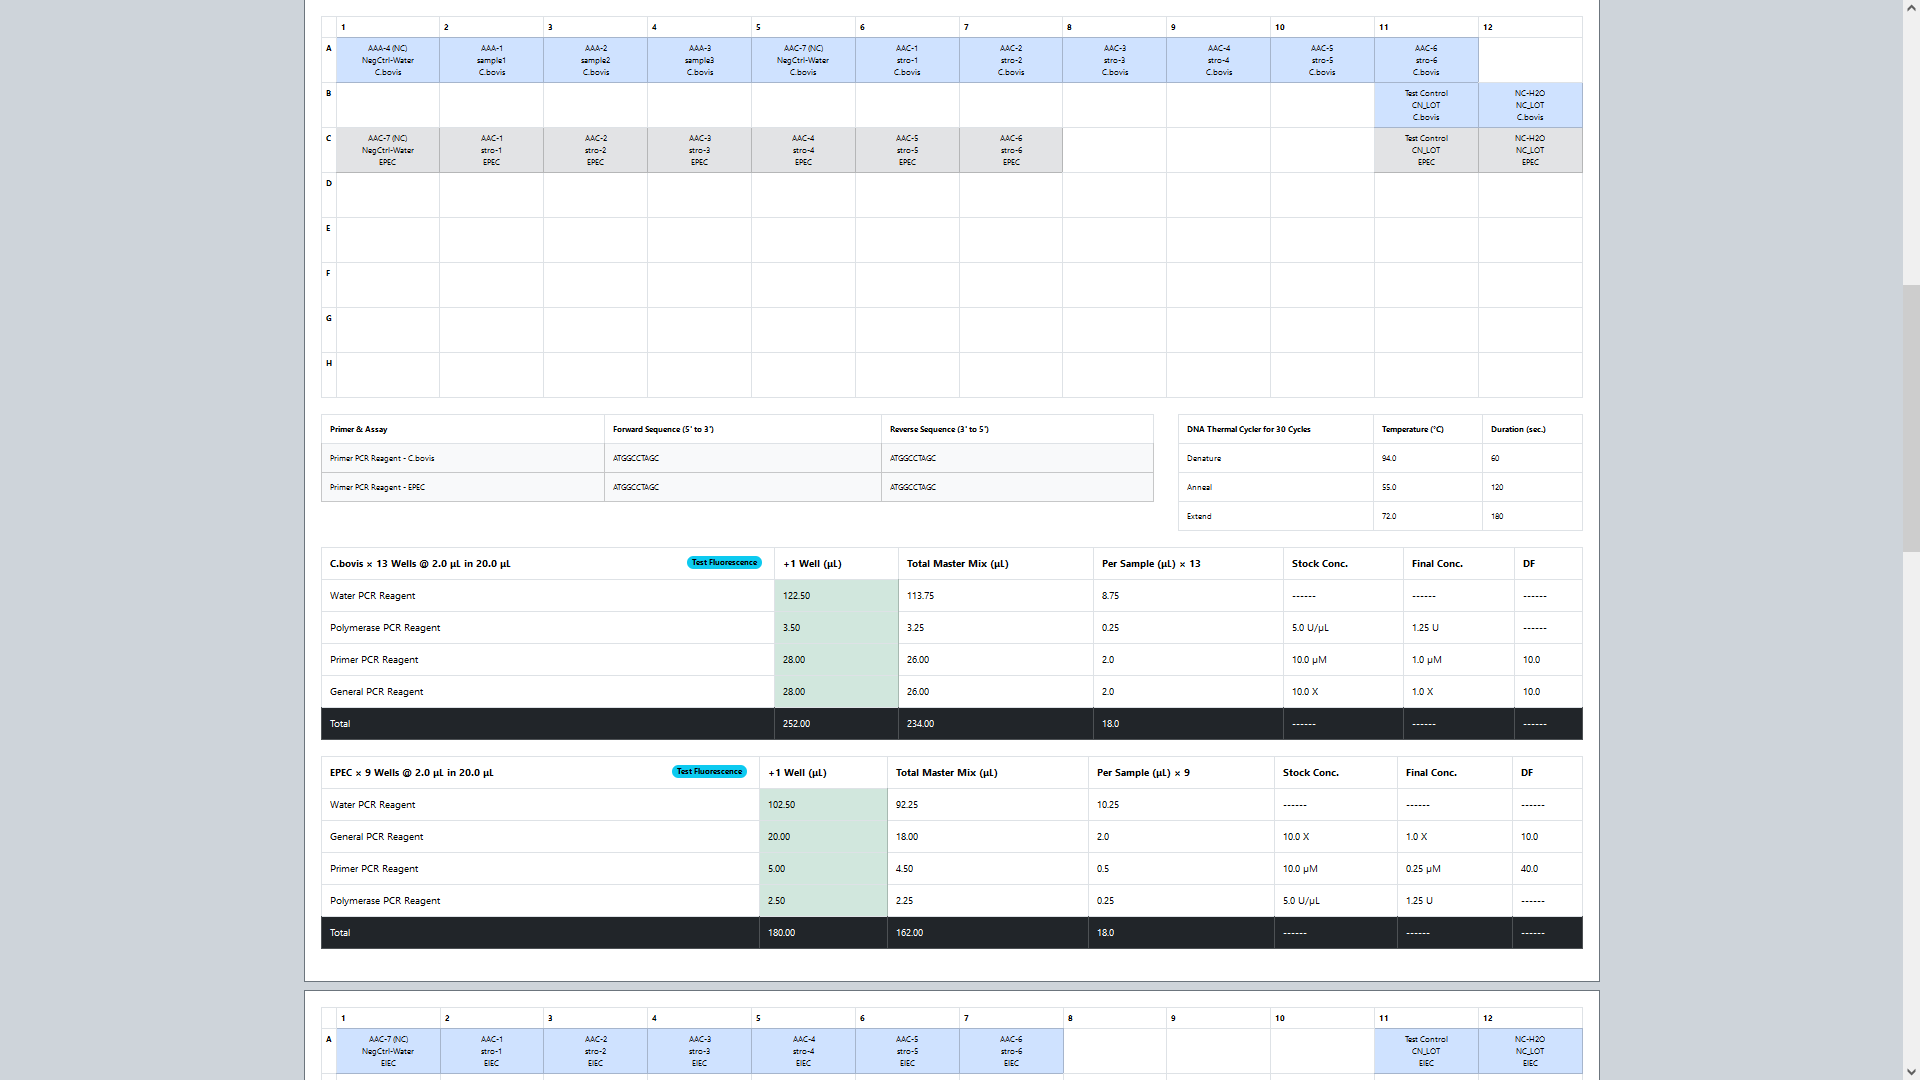 1 2 3 4 5 6 7 8 9 10 11 12
A
AAA-4 (NC) AAA-1 AAA-2 AAA-3 AAC-7 (NC) AAC-1 AAC-2 AAC-3 AAC-4 AAC-5 AAC-6
NegCtrl-Water sample1 sample2 sample3 NegCtrl-Water stro-1 stro-2 stro-3 stro-4 stro-5 stro-6
C.bovis C.bovis C.bovis C.bovis C.bovis C.bovis C.bovis C.bovis C.bovis C.bovis C.bovis
B
Test Control NC-H2O
CN_LOT NC_LOT
C.bovis C.bovis
C
AAC-7 (NC) AAC-1 AAC-2 AAC-3 AAC-4 AAC-5 AAC-6 Test Control NC-H2O
NegCtrl-Water stro-1 stro-2 stro-3 stro-4 stro-5 stro-6 CN_LOT NC_LOT
EPEC EPEC EPEC EPEC EPEC EPEC EPEC EPEC EPEC
D
E
F
G
H
Primer & Assay Forward Sequence (5' to 3') Reverse Sequence (3' to 5')
Primer PCR Reagent - C.bovis ATGGCCTAGC ATGGCCTAGC
Primer PCR Reagent - EPEC ATGGCCTAGC ATGGCCTAGC
DNA Thermal Cycler for 30 Cycles Temperature (°C) Duration (sec.)
Denature 94.0 60
Anneal 55.0 120
Extend 72.0 180
C.bovis × 13 Wells @ 2.0 µL in 20.0 µL Test Fluorescence +1 Well (µL) Total Master Mix (µL) Per Sample (µL) × 13 Stock Conc. Final Conc. DF
Water PCR Reagent 122.50 113.75 8.75 ------ ------ ------
Polymerase PCR Reagent 3.50 3.25 0.25 5.0 U/µL 1.25 U ------
Primer PCR Reagent 28.00 26.00 2.0 10.0 µM 1.0 µM 10.0
General PCR Reagent 28.00 26.00 2.0 10.0 X 1.0 X 10.0
Total 252.00 234.00 18.0 ------ ------ ------
EPEC × 9 Wells @ 2.0 µL in 20.0 µL Test Fluorescence +1 Well (µL) Total Master Mix (µL) Per Sample (µL) × 9 Stock Conc. Final Conc. DF
Water PCR Reagent 102.50 92.25 10.25 ------ ------ ------
General PCR Reagent 20.00 18.00 2.0 10.0 X 1.0 X 10.0
Primer PCR Reagent 5.00 4.50 0.5 10.0 µM 0.25 µM 40.0
Polymerase PCR Reagent 2.50 2.25 0.25 5.0 U/µL 1.25 U ------
Total 180.00 162.00 18.0 ------ ------ ------
1 2 3 4 5 6 7 8 9 10 11 12
A
AAC-7 (NC) AAC-1 AAC-2 AAC-3 AAC-4 AAC-5 AAC-6 Test Control NC-H2O
NegCtrl-Water stro-1 stro-2 stro-3 stro-4 stro-5 stro-6 CN_LOT NC_LOT
EIEC EIEC EIEC EIEC EIEC EIEC EIEC EIEC EIEC